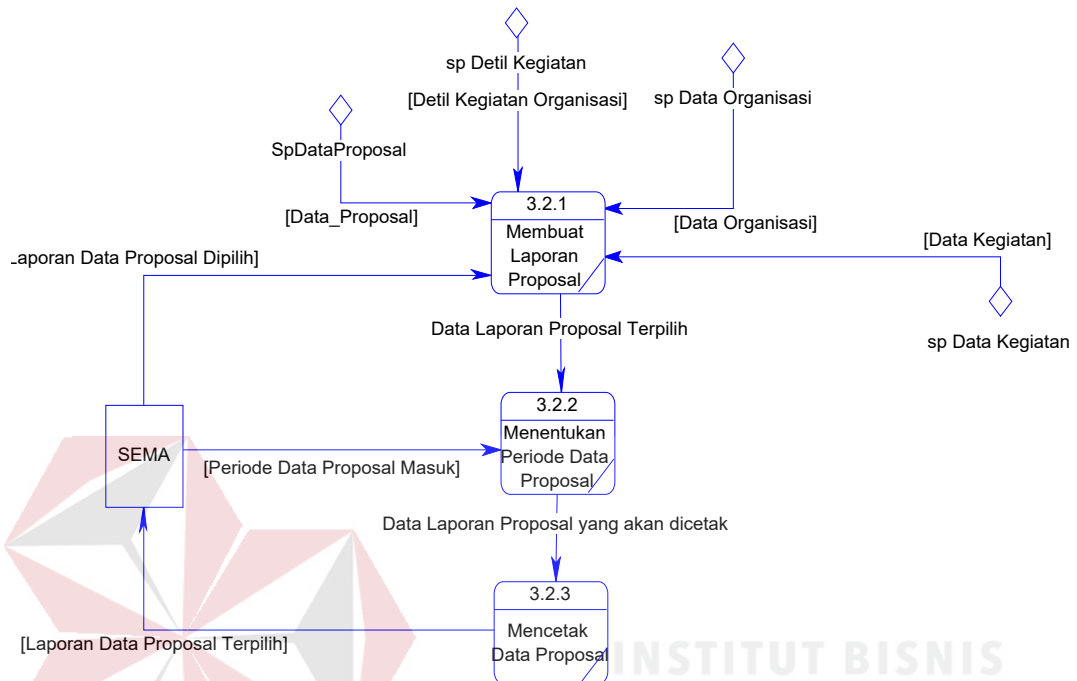 sp Detil Kegiatan
[Detil Kegiatan Organisasi]
sp Data Organisasi
SpDataProposal
[Data_Proposal]
3.2.1
Membuat
Laporan
Proposal
[Data Organisasi]
[Data Kegiatan]
sp Data Kegiatan
Laporan Data Proposal Dipilih]
Data Laporan Proposal Terpilih
3.2.2
Menentukan
Periode Data
Proposal
SEMA
[Periode Data Proposal Masuk]
Data Laporan Proposal yang akan dicetak
3.2.3
Mencetak
Data Proposal
[Laporan Data Proposal Terpilih]
INSTITUT BISNIS